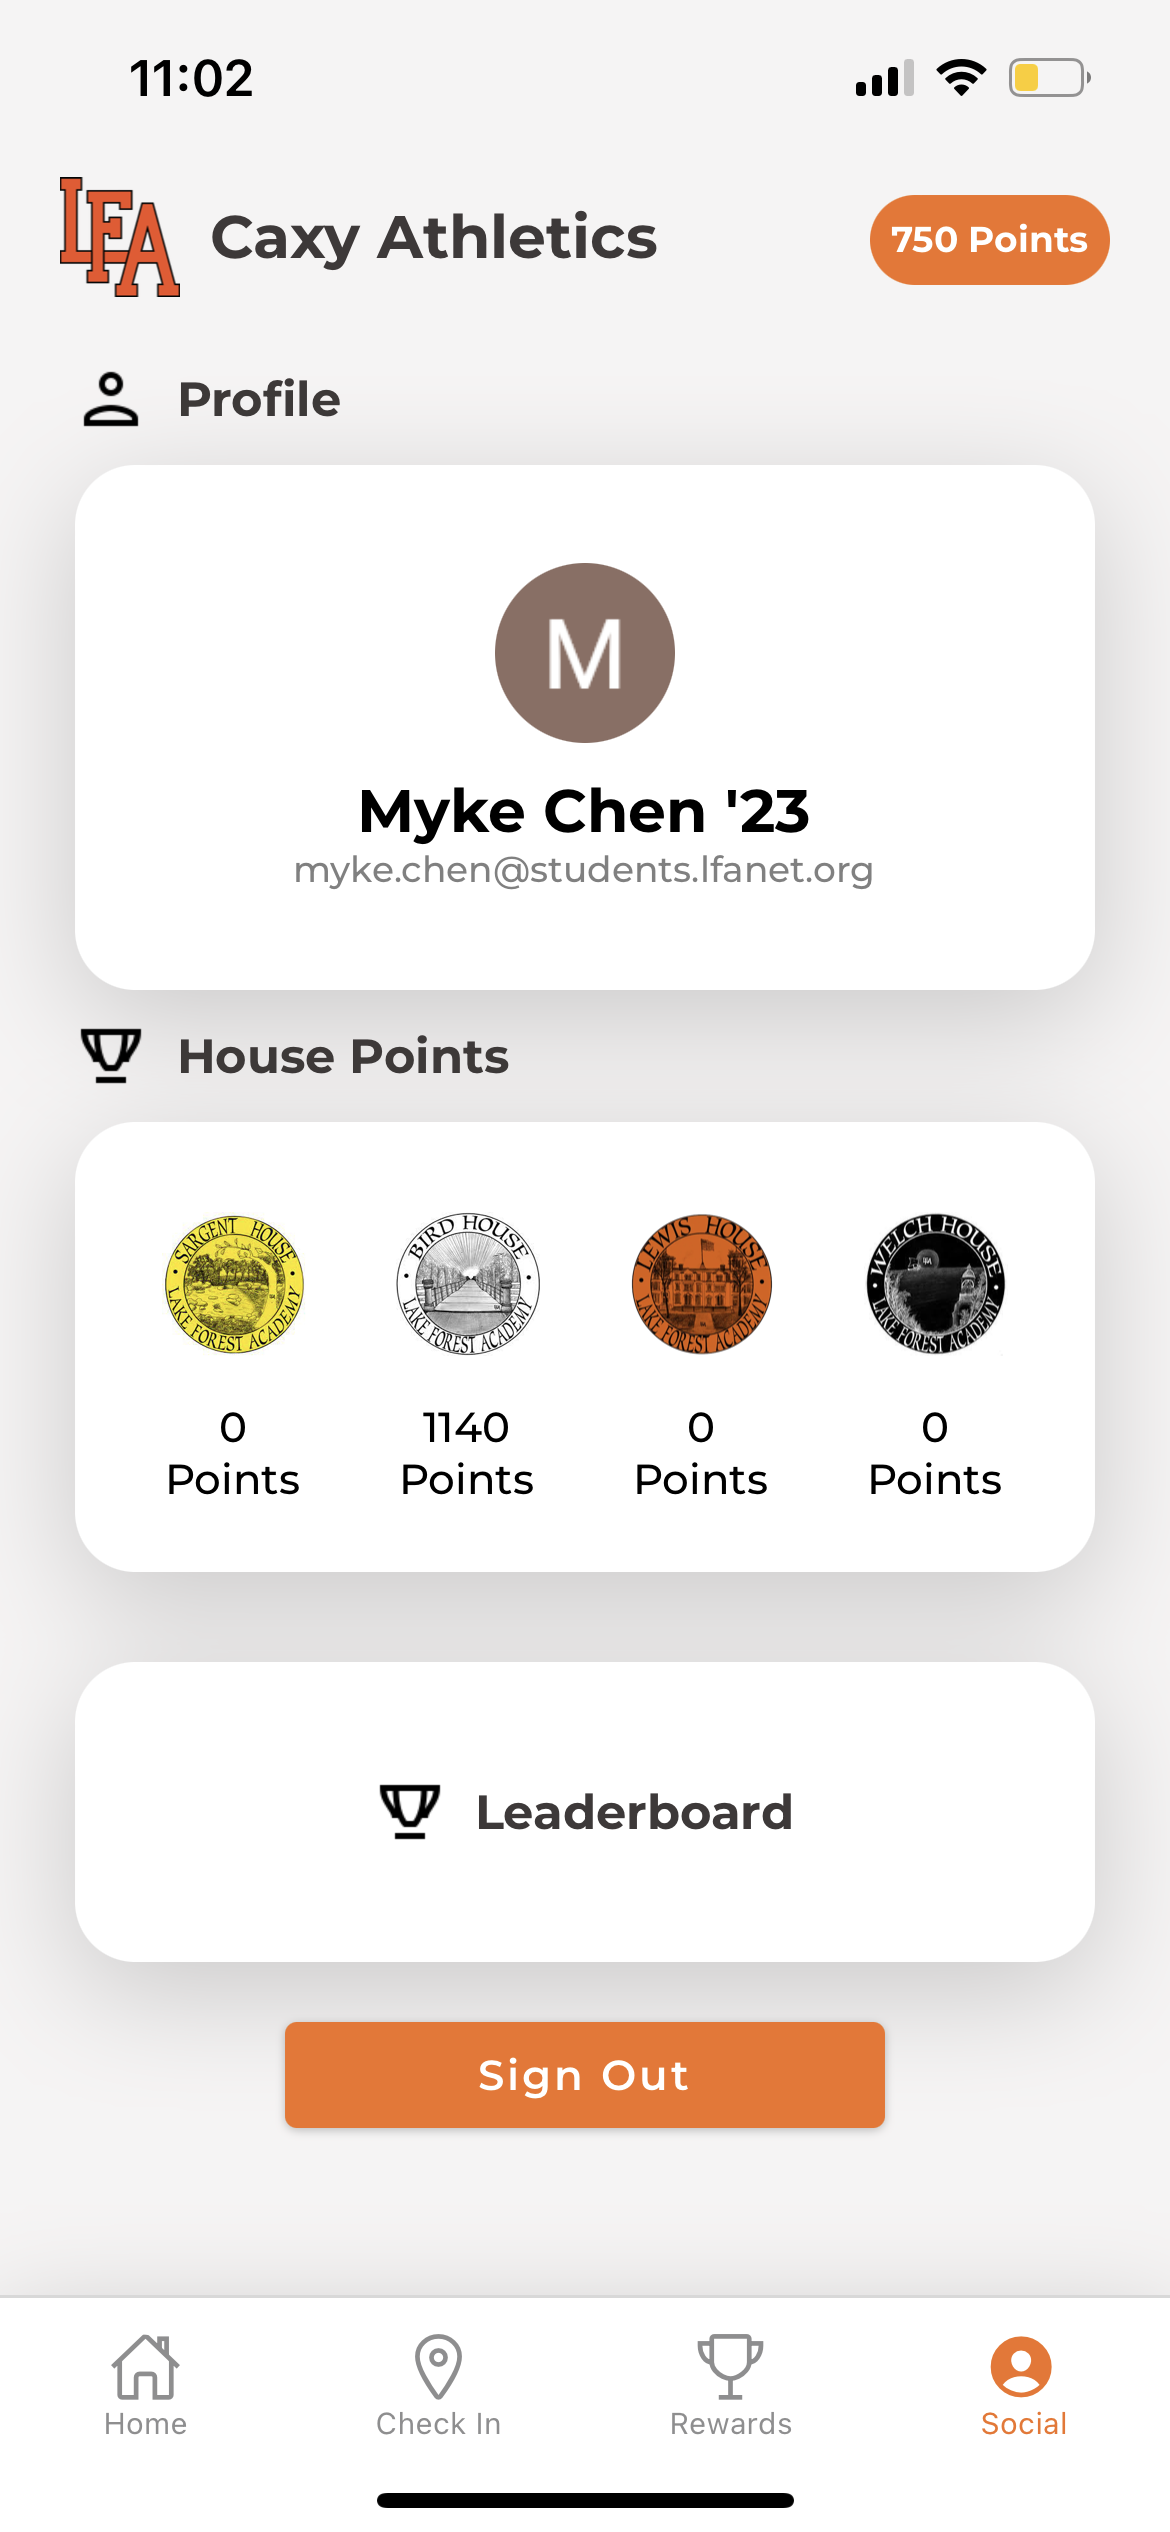 11:02
LFA
Caxy Athletics
750 Points
Profile
M
Myke Chen '23
myke.chen@students.lfanet.org
House Points
SARGENT HOUSE
LAKE FOREST ACADEMY
BIRD HOUSE
LAKE FOREST ACADEMY
LEWIS HOUSE
LAKE FOREST ACADEMY
WELCH HOUSE
LAKE FOREST ACADEMY
0
Points
1140
Points
0
Points
0
Points
Leaderboard
Sign Out
Home
Check In
Rewards
Social